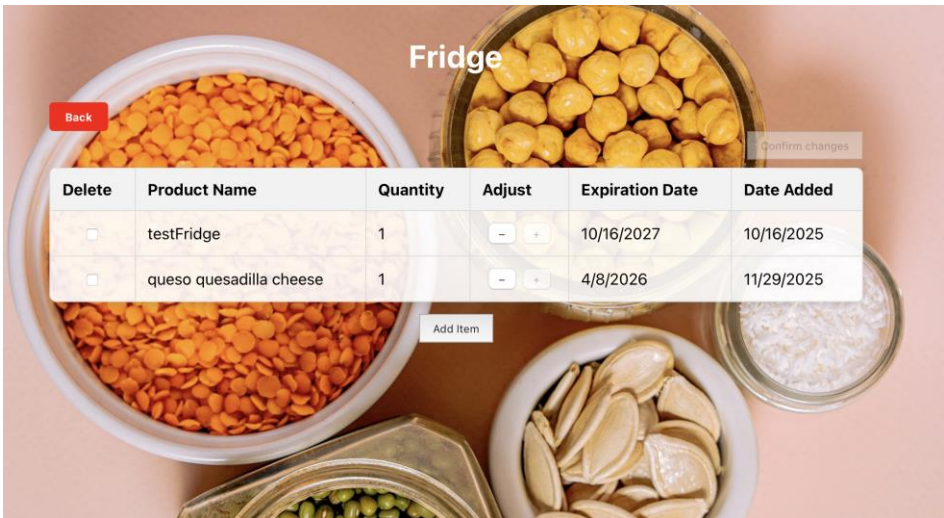 Fridge
Back
Confirm changes
Delete Product Name Quantity Adjust Expiration Date Date Added
testFridge 1 - + 10/16/2027 10/16/2025
queso quesadilla cheese 1 - + 4/8/2026 11/29/2025
Add Item